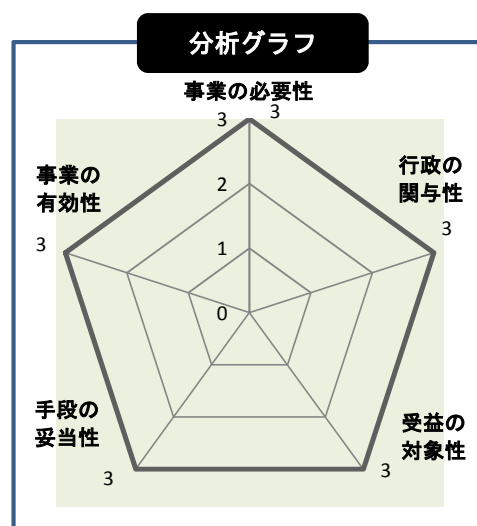 分析グラフ
事業の必要性
3
3
行政の
関与性
3
事業の
有効性
3
2
1
0
手段の
妥当性
3
受益の
対象性
3